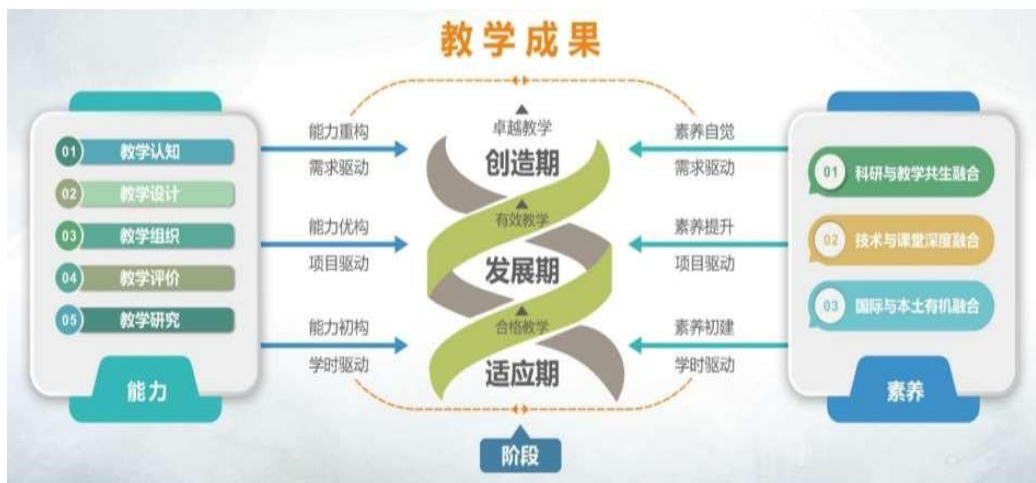 教学成果
01 教学认知
02 教学设计
03 教学组织
04 教学评价
05 教学研究
能力
能力重构
需求驱动
能力优构
项目驱动
能力初构
学时驱动
卓越教学
创造期
有效教学
发展期
合格教学
适应期
阶段
素养自觉
需求驱动
素养提升
项目驱动
素养初建
学时驱动
01 科研与教学共生融合
02 技术与课堂深度融合
03 国际与本土有机融合
素养